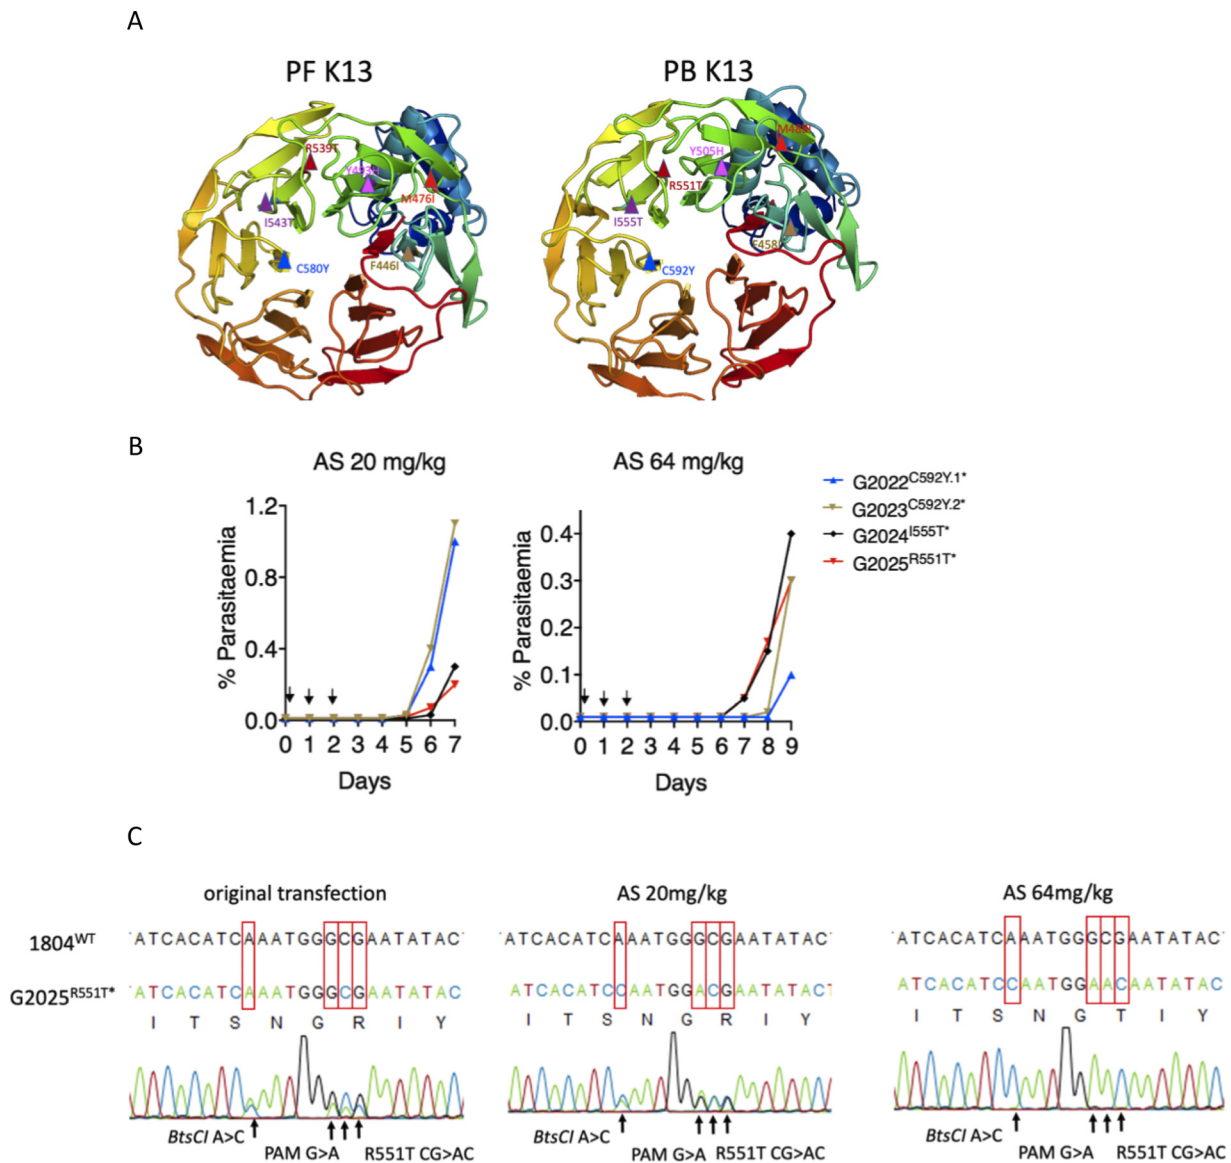 A
PF K13
PB K13
R539T
Y493H
M476I
I543T
F446I
C580Y
M488I
Y505H
R551T
I555T
F458I
C592Y
B
AS 20 mg/kg
AS 64 mg/kg
% Parasitaemia
1.2
0.8
0.4
0.0
0 1 2 3 4 5 6 7
Days
% Parasitaemia
0.4
0.3
0.2
0.1
0.0
0 1 2 3 4 5 6 7 8 9
Days
G2022C592Y.1*
G2023C592Y.2*
G2024I555T*
G2025R551T*
C
original transfection
AS 20mg/kg
AS 64mg/kg
1804WT
ATCACATCAAATGGGCGAATATAC
ATCACATCAAATGGGCGAATATAC
ATCACATCAAATGGGCGAATATAC
G2025R551T*
ATCACATCAAATGGGCGAATATAC
ATCACATCCAATGGACGAATATACT
ATCACATCCAATGGAACAATATAC
I T S N G R I Y
I T S N G R I Y
I T S N G T I Y
BtsCI A>C
PAM G>A
R551T CG>AC
BtsCI A>C
PAM G>A
R551T CG>AC
BtsCI A>C
PAM G>A
R551T CG>AC